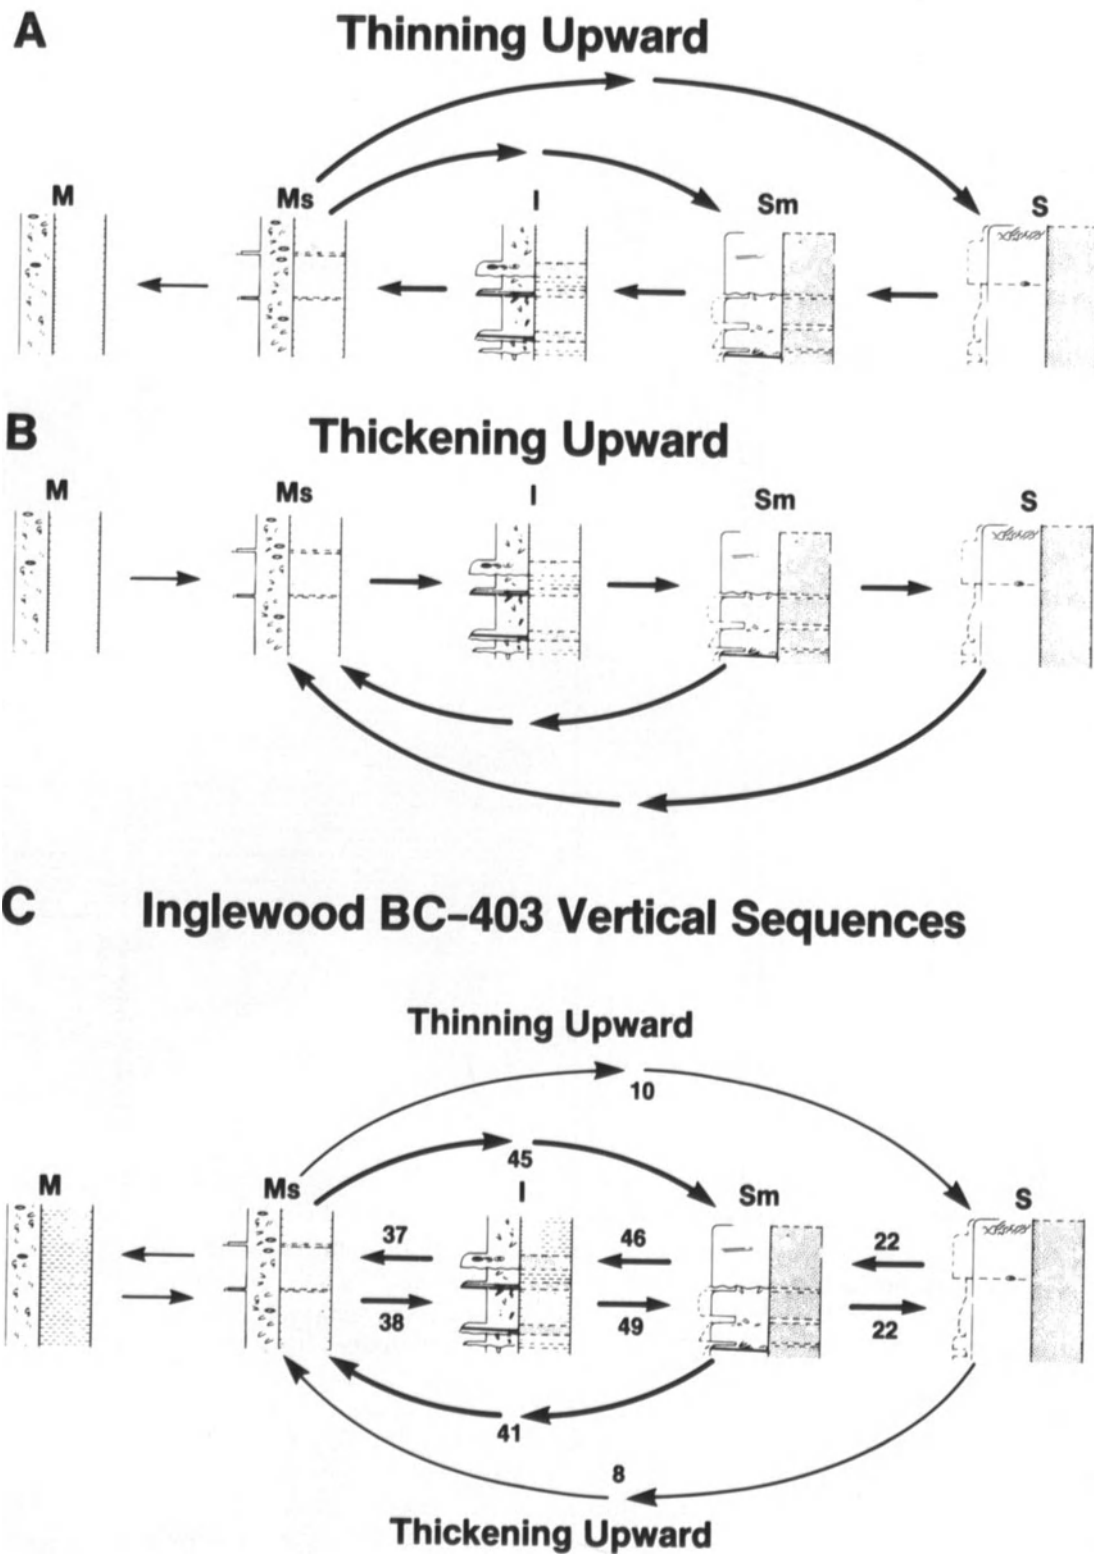 A
Thinning Upward
M
Ms
I
Sm
S
B
Thickening Upward
M
Ms
I
Sm
S
C
Inglewood BC–403 Vertical Sequences
Thinning Upward
10
45
M
Ms
I
Sm
S
37
46
22
38
49
22
41
8
Thickening Upward